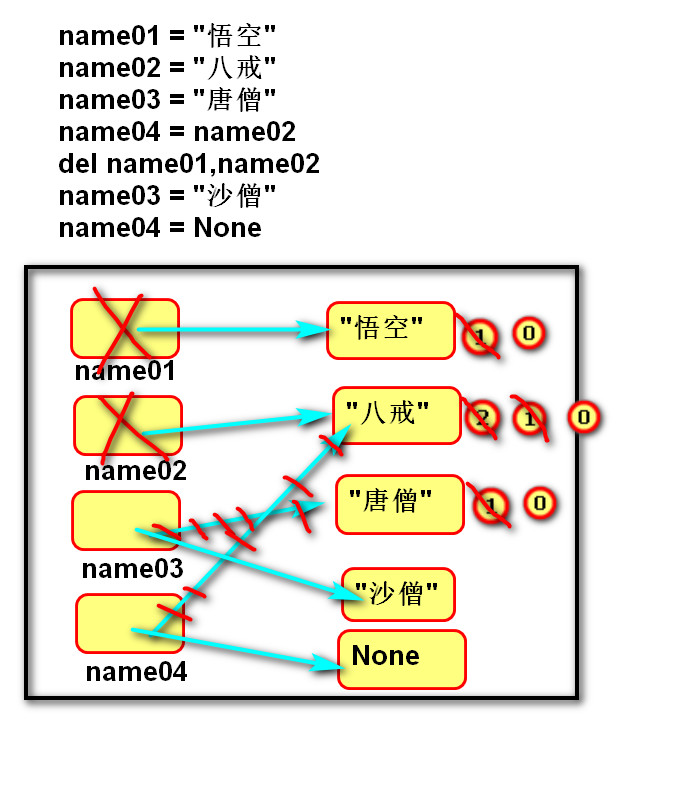 name01 = "悟空"
name02 = "八戒"
name03 = "唐僧"
name04 = name02
del name01,name02
name03 = "沙僧"
name04 = None
"悟空" 1 0
name01
"八戒" 2 1 0
name02
"唐僧" 1 0
name03
"沙僧"
None
name04